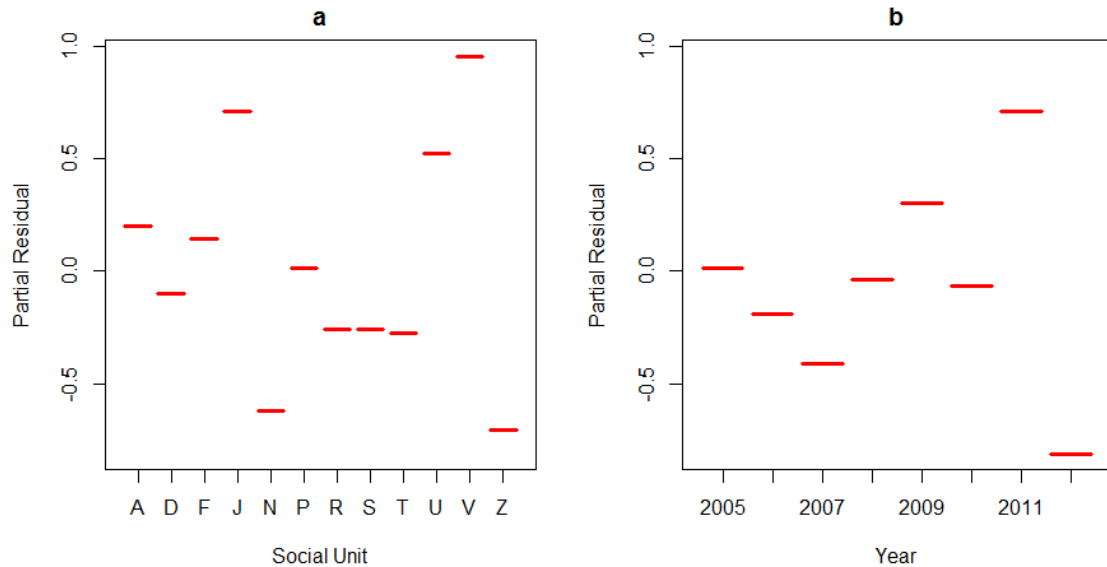 a
Partial Residual
1.0
0.5
0.0
-0.5
A D F J N P R S T U V Z
Social Unit
b
Partial Residual
1.0
0.5
0.0
-0.5
2005 2007 2009 2011
Year